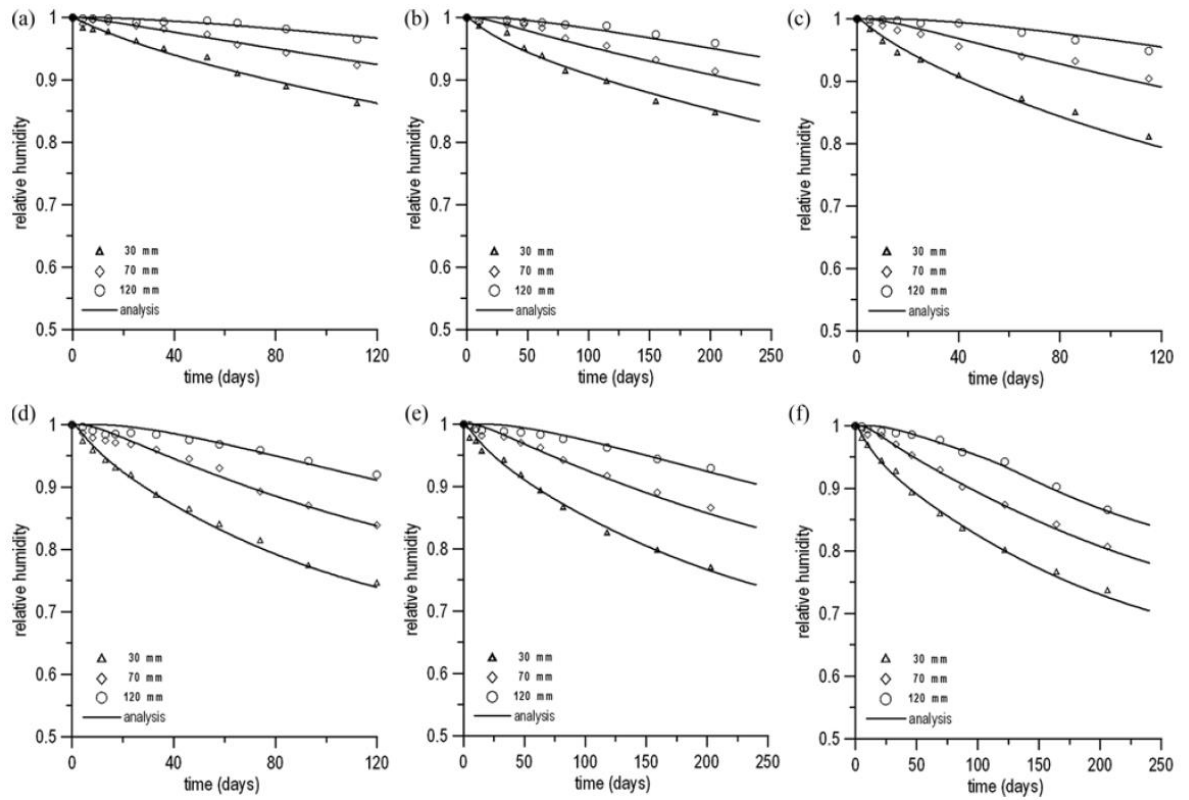 (a)
1
0.9
0.8
0.7
0.6
0.5
relative humidity
30 mm
70 mm
120 mm
analysis
0 40 80 120
time (days)
(b)
1
0.9
0.8
0.7
0.6
0.5
relative humidity
30 mm
70 mm
120 mm
analysis
0 50 100 150 200 250
time (days)
(c)
1
0.9
0.8
0.7
0.6
0.5
relative humidity
30 mm
70 mm
120 mm
analysis
0 40 80 120
time (days)
(d)
1
0.9
0.8
0.7
0.6
0.5
relative humidity
30 mm
70 mm
120 mm
analysis
0 40 80 120
time (days)
(e)
1
0.9
0.8
0.7
0.6
0.5
relative humidity
30 mm
70 mm
120 mm
analysis
0 50 100 150 200 250
time (days)
(f)
1
0.9
0.8
0.7
0.6
0.5
relative humidity
30 mm
70 mm
120 mm
analysis
0 50 100 150 200 250
time (days)